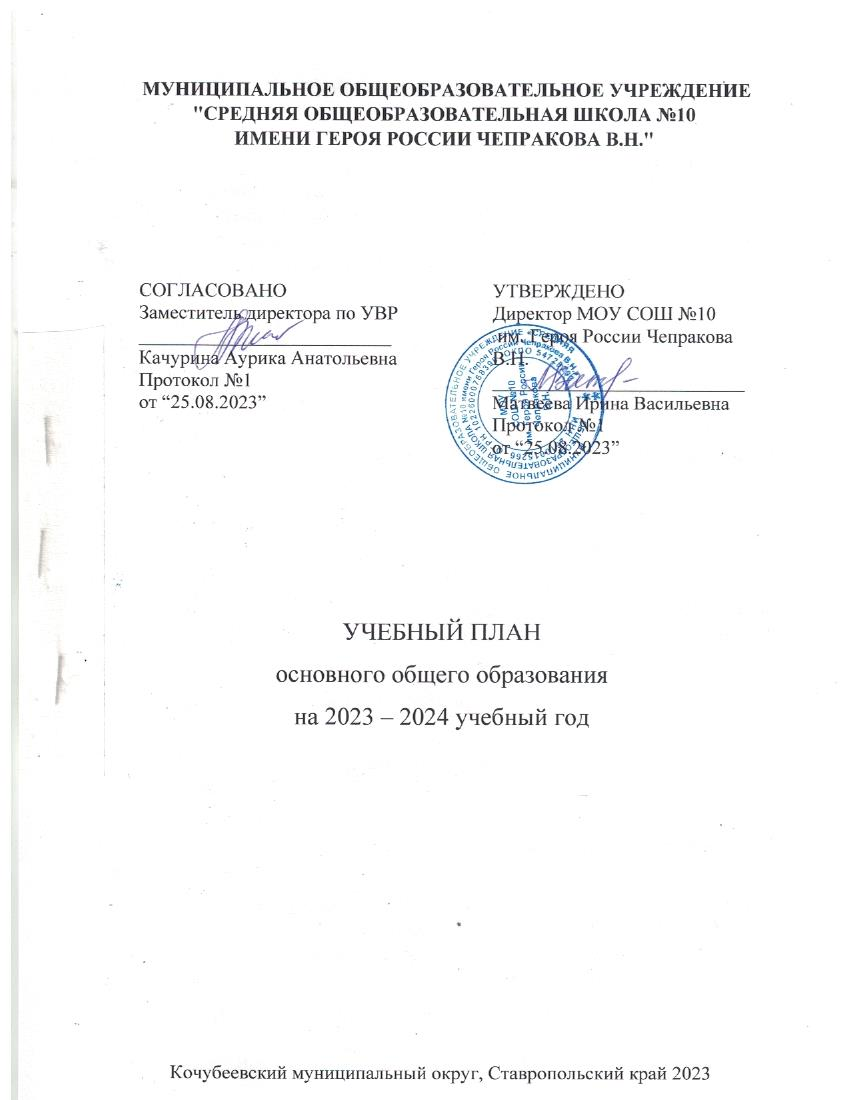 МУНИЦИПАЛЬНОЕ ОБЩЕОБРАЗОВАТЕЛЬНОЕ УЧРЕЖДЕНИЕ
"СРЕДНЯЯ ОБЩЕОБРАЗОВАТЕЛЬНАЯ ШКОЛА №10
ИМЕНИ ГЕРОЯ РОССИИ ЧЕПРАКОВА В.Н."
СОГЛАСОВАНО
Заместитель директора по УВР
Качурина Аурика Анатольевна
Протокол №1
от “25.08.2023”
УТВЕРЖДЕНО
Директор МОУ СОШ №10
им. Героя России Чепракова
В.Н.
Матвеева Ирина Васильевна
Протокол №1
от “25.08.2023”
УЧЕБНЫЙ ПЛАН
основного общего образования
на 2023 – 2024 учебный год
Кочубеевский муниципальный округ, Ставропольский край 2023